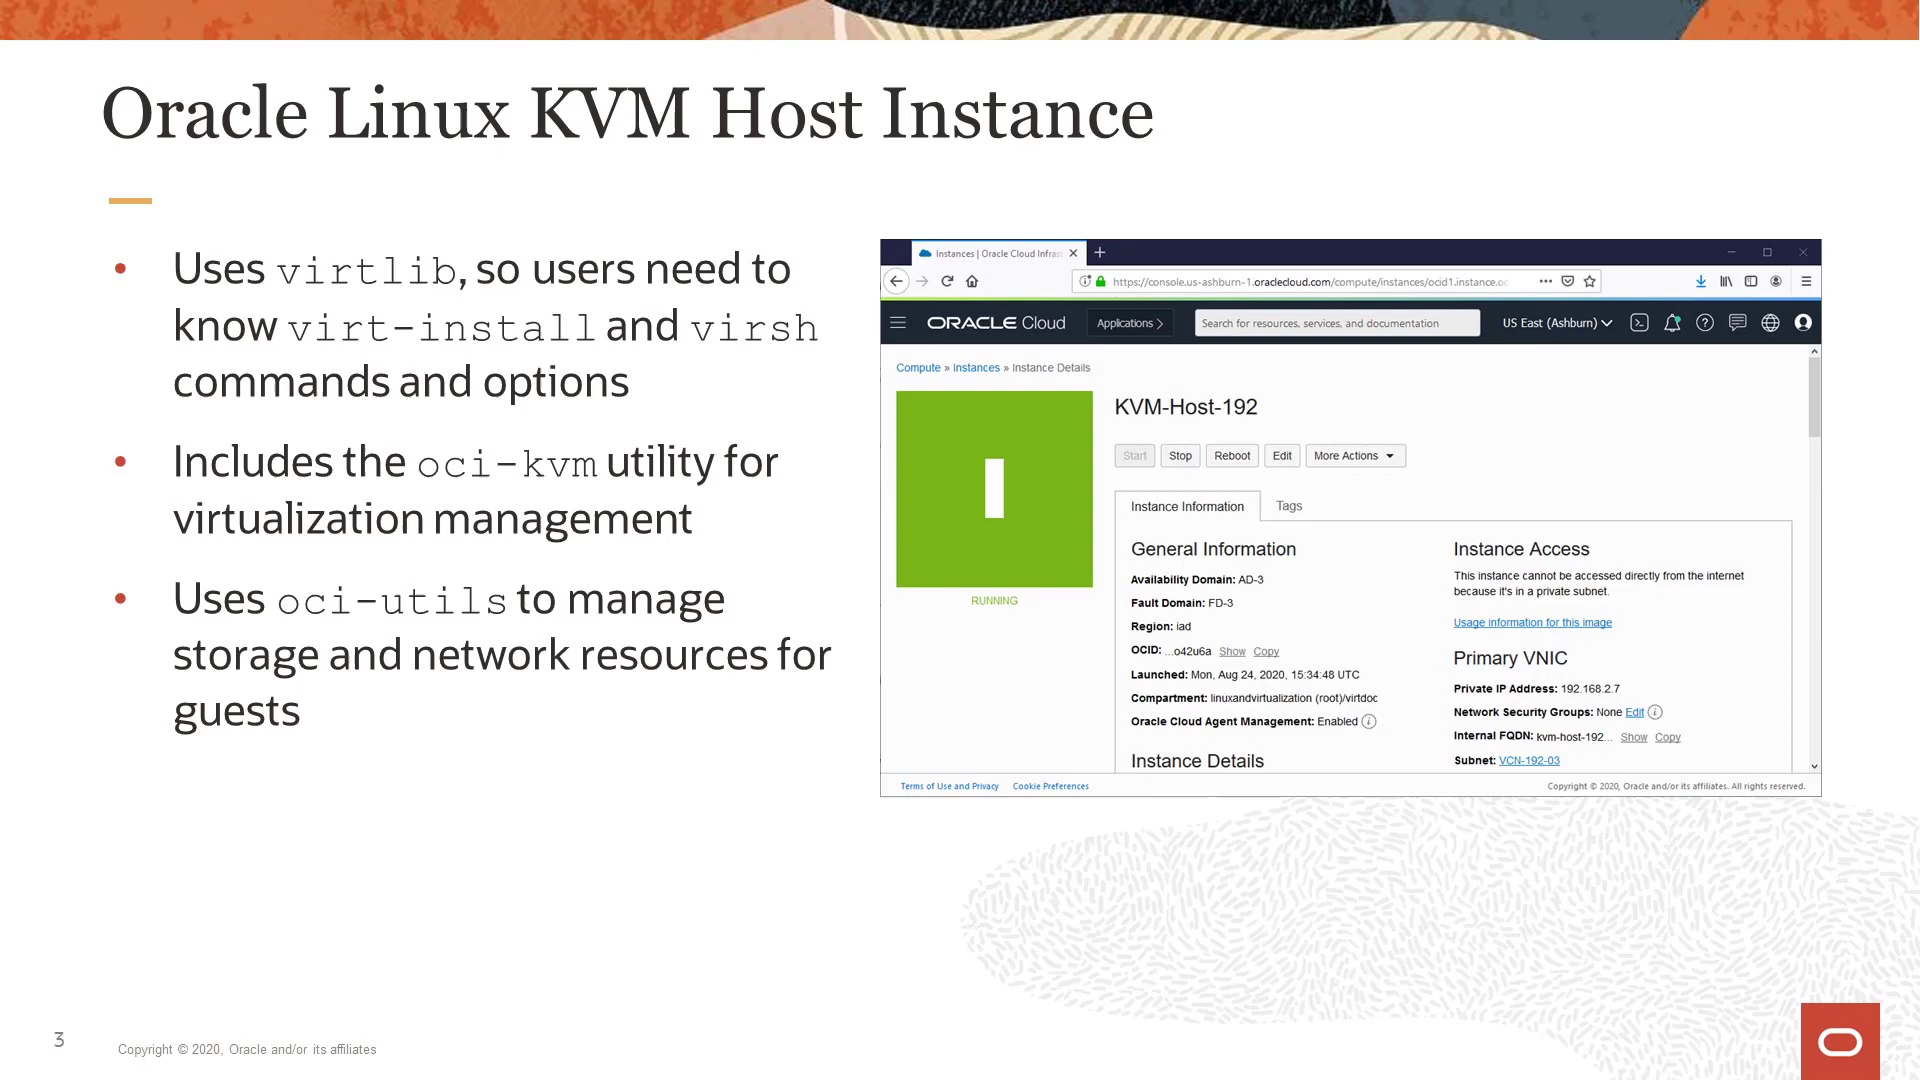 Oracle Linux KVM Host Instance
• Uses virtlib, so users need to
know virt-install and virsh
commands and options
• Includes the oci-kvm utility for
virtualization management
• Uses oci-utils to manage
storage and network resources for
guests
Instances | Oracle Cloud Infras
https://console.us-ashburn-1.oraclecloud.com/compute/instances/ocid1.instance.oc
ORACLE Cloud
Applications
Search for resources, services, and documentation
US East (Ashburn)
Compute » Instances » Instance Details
RUNNING
KVM-Host-192
Start Stop Reboot Edit More Actions
Instance Information Tags
General Information
Availability Domain: AD-3
Fault Domain: FD-3
Region: iad
OCID: ...o42u6a Show Copy
Launched: Mon, Aug 24, 2020, 15:34:48 UTC
Compartment: linuxandvirtualization (root)/virtdoc
Oracle Cloud Agent Management: Enabled
Instance Details
Instance Access
This instance cannot be accessed directly from the internet
because it's in a private subnet.
Usage information for this image
Primary VNIC
Private IP Address: 192.168.2.7
Network Security Groups: None Edit
Internal FQDN: kvm-host-192... Show Copy
Subnet: VCN-192-03
Terms of Use and Privacy Cookie Preferences
Copyright © 2020, Oracle and/or its affiliates. All rights reserved.
3
Copyright © 2020, Oracle and/or its affiliates